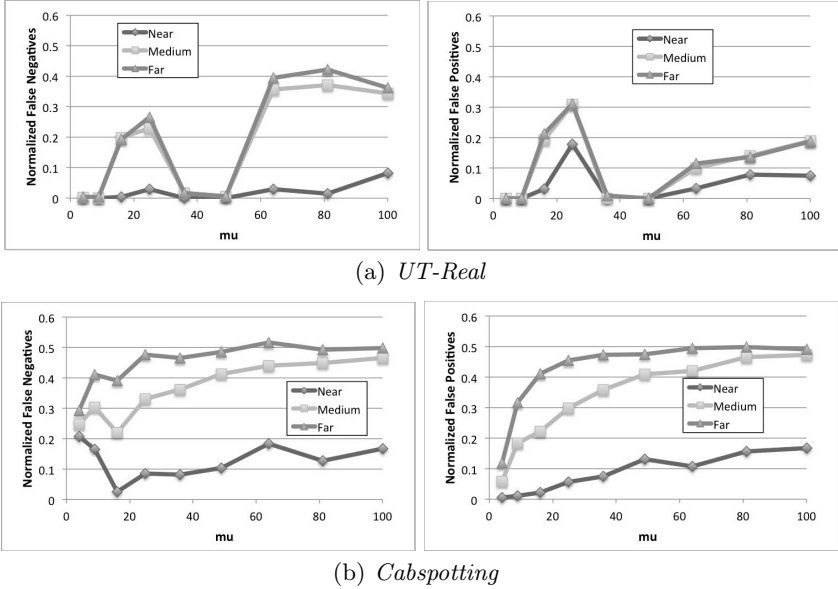 0.6
0.5
0.4
0.3
0.2
0.1
0
Normalized False Negatives
Near
Medium
Far
0 20 40 60 80 100
mu
0.6
0.5
0.4
0.3
0.2
0.1
0
Normalized False Positives
Near
Medium
Far
0 20 40 60 80 100
mu
(a) UT-Real
0.6
0.5
0.4
0.3
0.2
0.1
0
Normalized False Negatives
Near
Medium
Far
0 20 40 60 80 100
mu
0.6
0.5
0.4
0.3
0.2
0.1
0
Normalized False Positives
Near
Medium
Far
0 20 40 60 80 100
mu
(b) Cabspotting